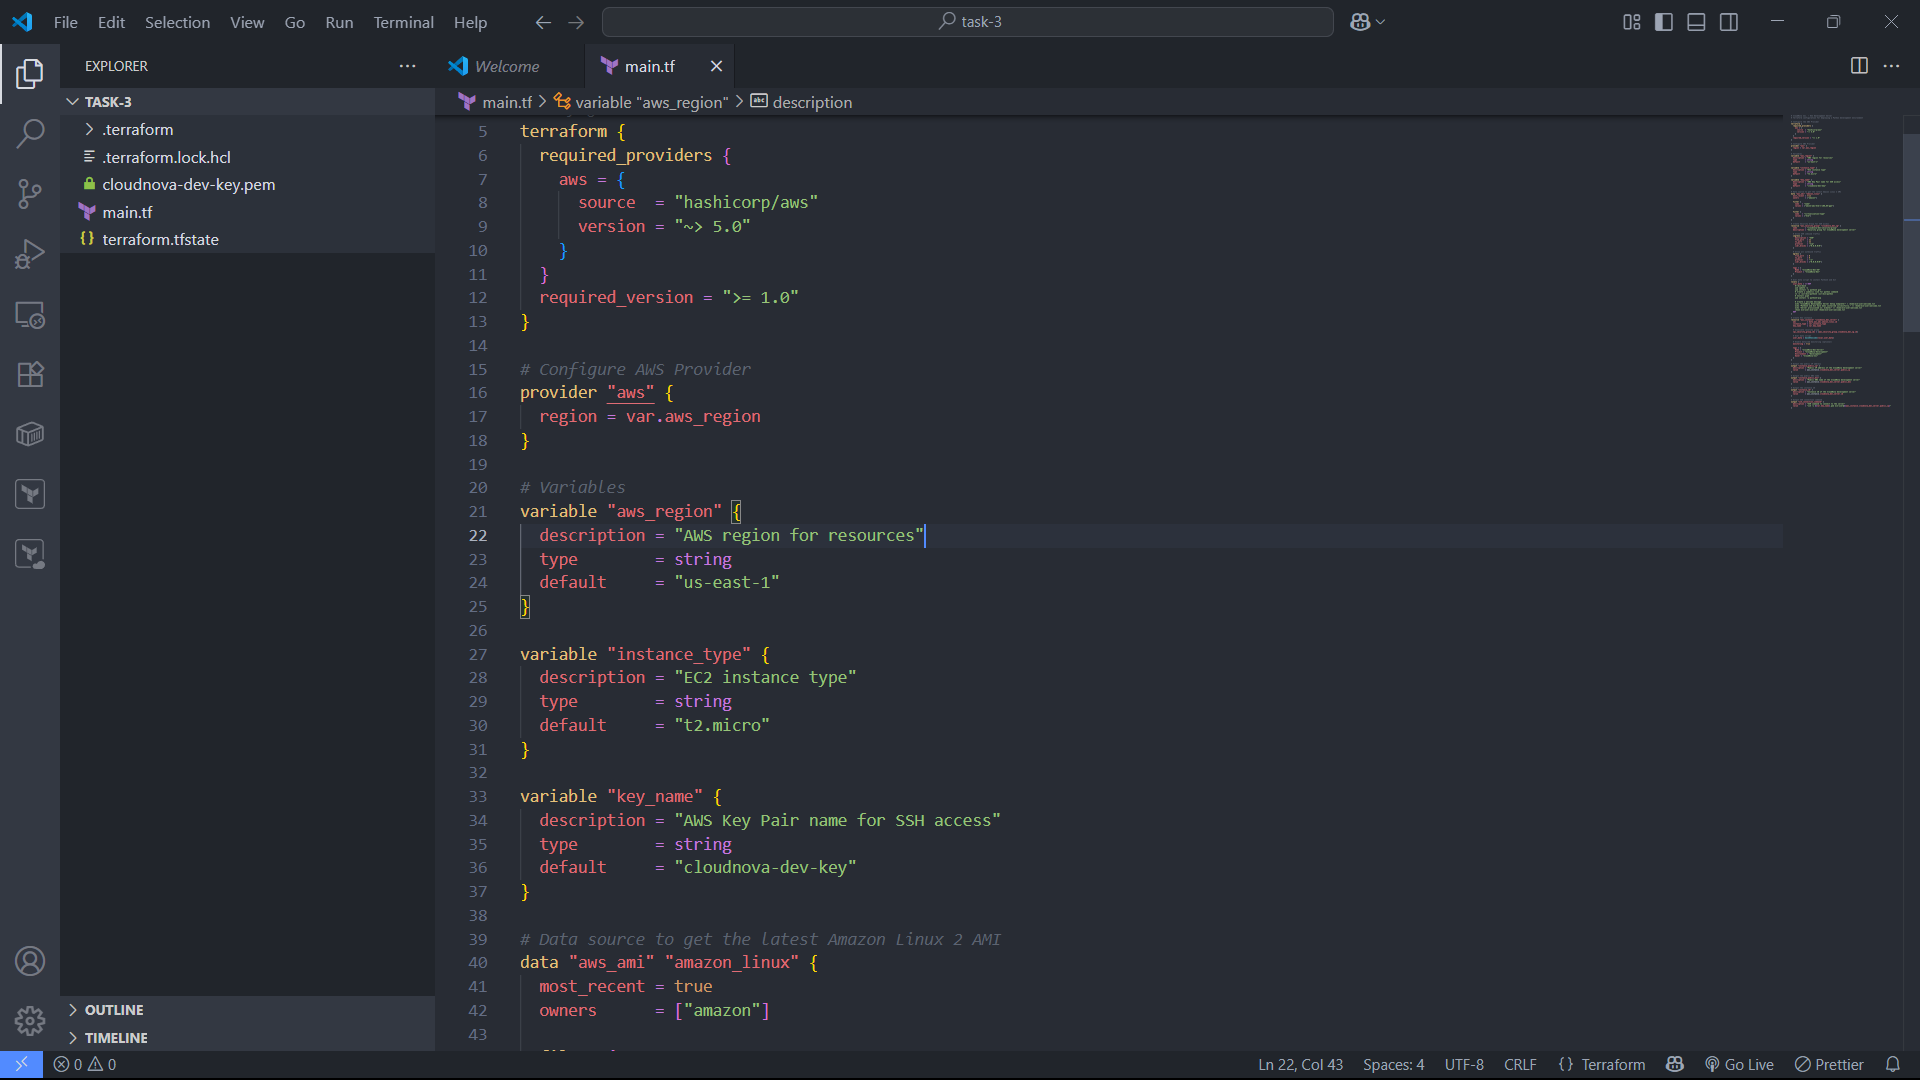 File Edit Selection View Go Run Terminal Help
task-3
EXPLORER
TASK-3
.terraform
.terraform.lock.hcl
cloudnova-dev-key.pem
main.tf
terraform.tfstate
OUTLINE
TIMELINE
Welcome
main.tf
main.tf > variable "aws_region" > description
5 terraform {
6   required_providers {
7     aws = {
8       source  = "hashicorp/aws"
9       version = "~> 5.0"
10     }
11   }
12   required_version = ">= 1.0"
13 }
14
15 # Configure AWS Provider
16 provider "aws" {
17   region = var.aws_region
18 }
19
20 # Variables
21 variable "aws_region" {
22   description = "AWS region for resources"
23   type        = string
24   default     = "us-east-1"
25 }
26
27 variable "instance_type" {
28   description = "EC2 instance type"
29   type        = string
30   default     = "t2.micro"
31 }
32
33 variable "key_name" {
34   description = "AWS Key Pair name for SSH access"
35   type        = string
36   default     = "cloudnova-dev-key"
37 }
38
39 # Data source to get the latest Amazon Linux 2 AMI
40 data "aws_ami" "amazon_linux" {
41   most_recent = true
42   owners      = ["amazon"]
43
0 0
Ln 22, Col 43 Spaces: 4 UTF-8 CRLF {} Terraform Go Live Prettier